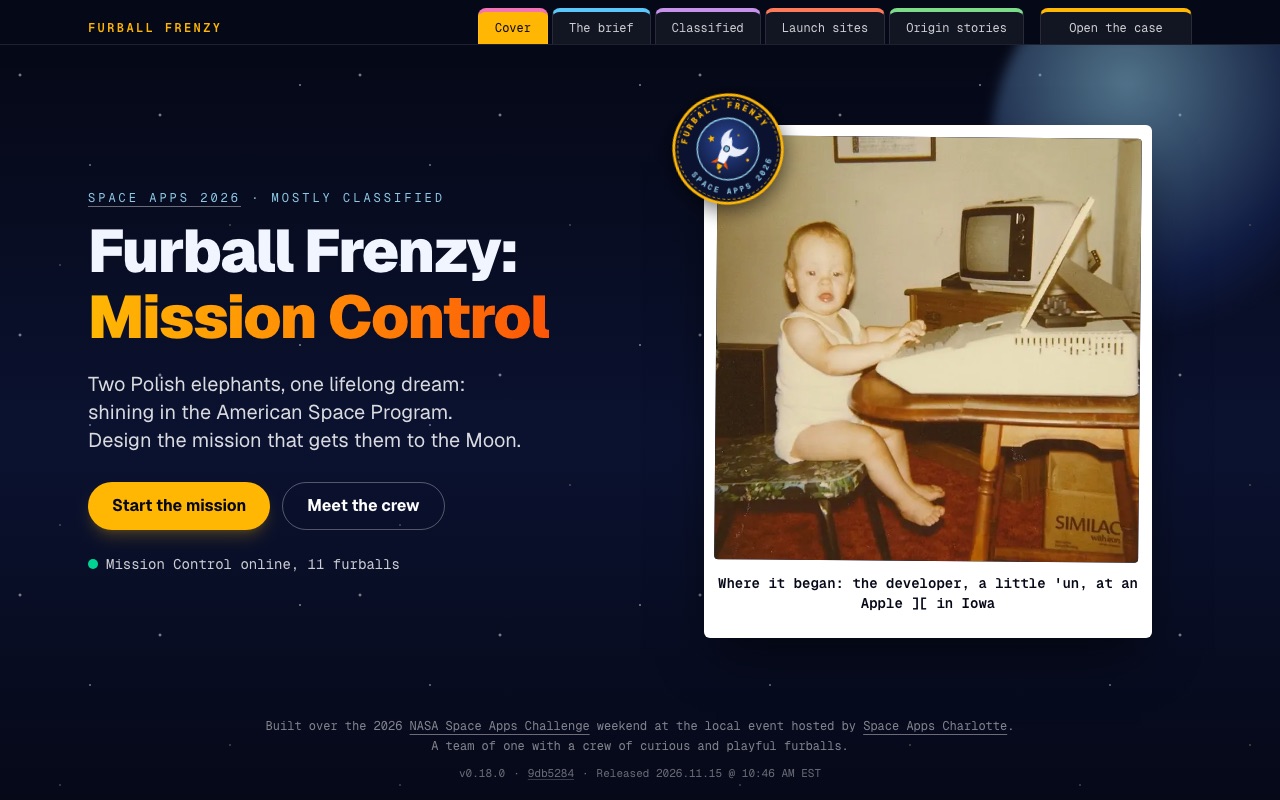 FURBALL FRENZY
Cover
The brief
Classified
Launch sites
Origin stories
Open the case
SPACE APPS 2026 · MOSTLY CLASSIFIED
Furball Frenzy:
Mission Control
Two Polish elephants, one lifelong dream:
shining in the American Space Program.
Design the mission that gets them to the Moon.
Start the mission
Meet the crew
Mission Control online, 11 furballs
FURBALL FRENZY
SPACE APPS 2026
SIMILAC
with iron
Where it began: the developer, a little 'un, at an
Apple ][ in Iowa
Built over the 2026 NASA Space Apps Challenge weekend at the local event hosted by Space Apps Charlotte.
A team of one with a crew of curious and playful furballs.
v0.18.0 · 9db5284 · Released 2026.11.15 @ 10:46 AM EST